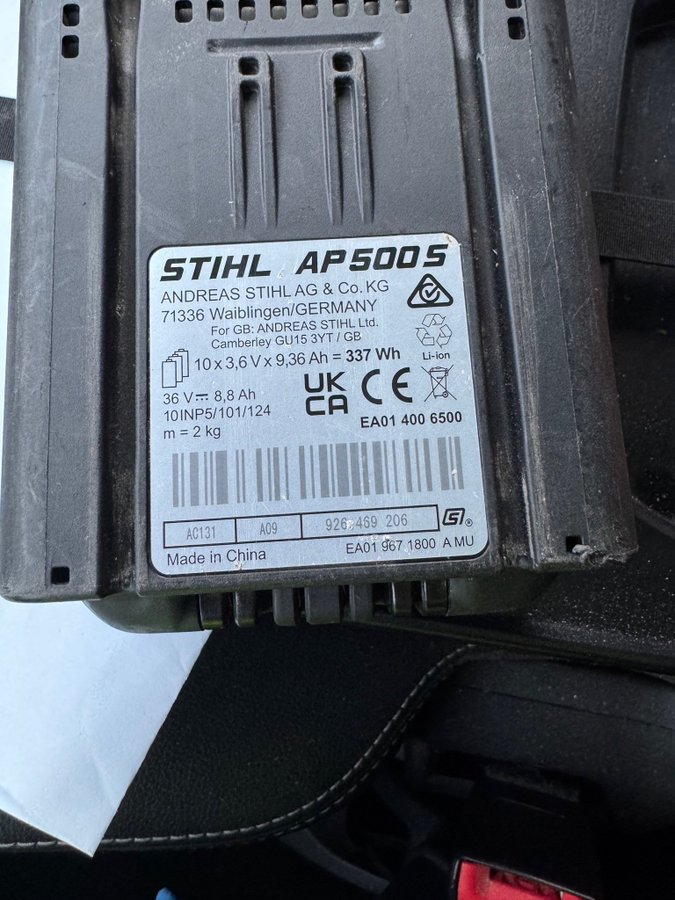 STIHL AP500S
ANDREAS STIHL AG & Co. KG
71336 Waiblingen/GERMANY
For GB: ANDREAS STIHL Ltd.
Camberley GU15 3YT / GB
10 x 3,6 V x 9,36 Ah = 337 Wh
Li-ion
36 V 8,8 Ah
10INP5/101/124
m = 2 kg
UK
CA
CE
EA01 400 6500
AC131 A09 469 206
S®
Made in China
EA01 967 1800 A MU